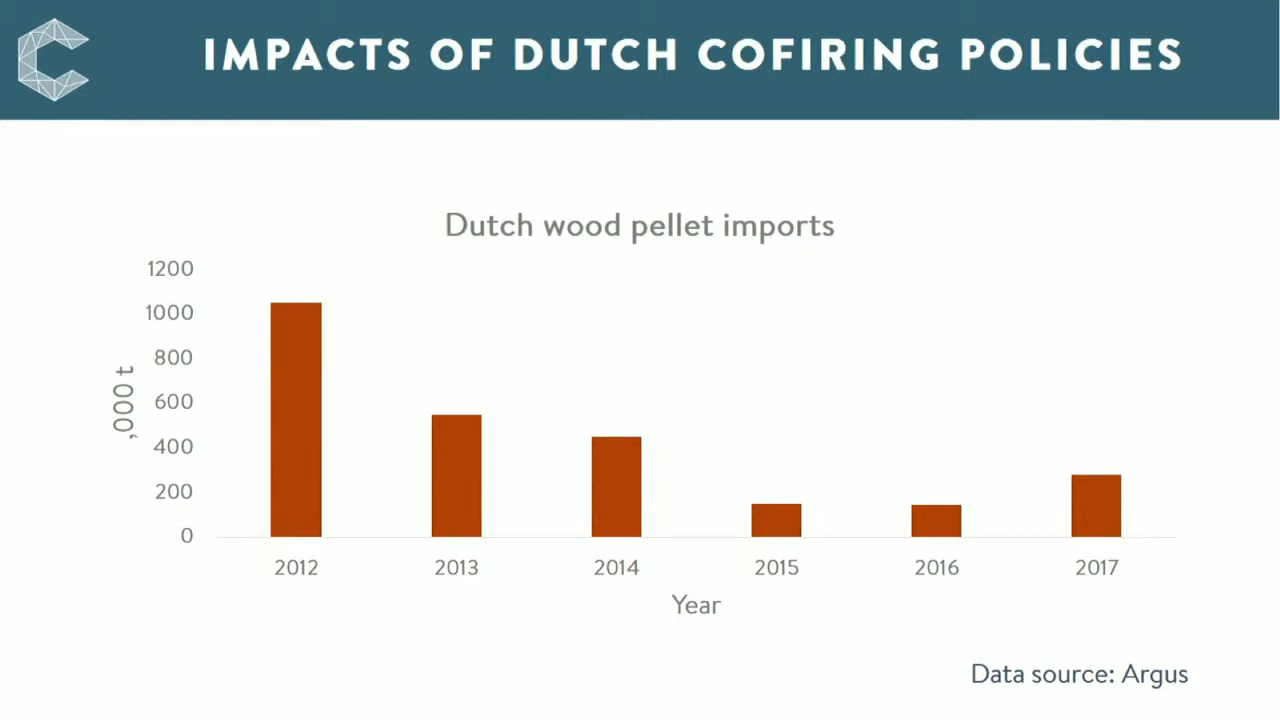 IMPACTS OF DUTCH COFIRING POLICIES
Dutch wood pellet imports
1200
1000
800
600
400
200
0
,000 t
2012 2013 2014 2015 2016 2017
Year
Data source: Argus